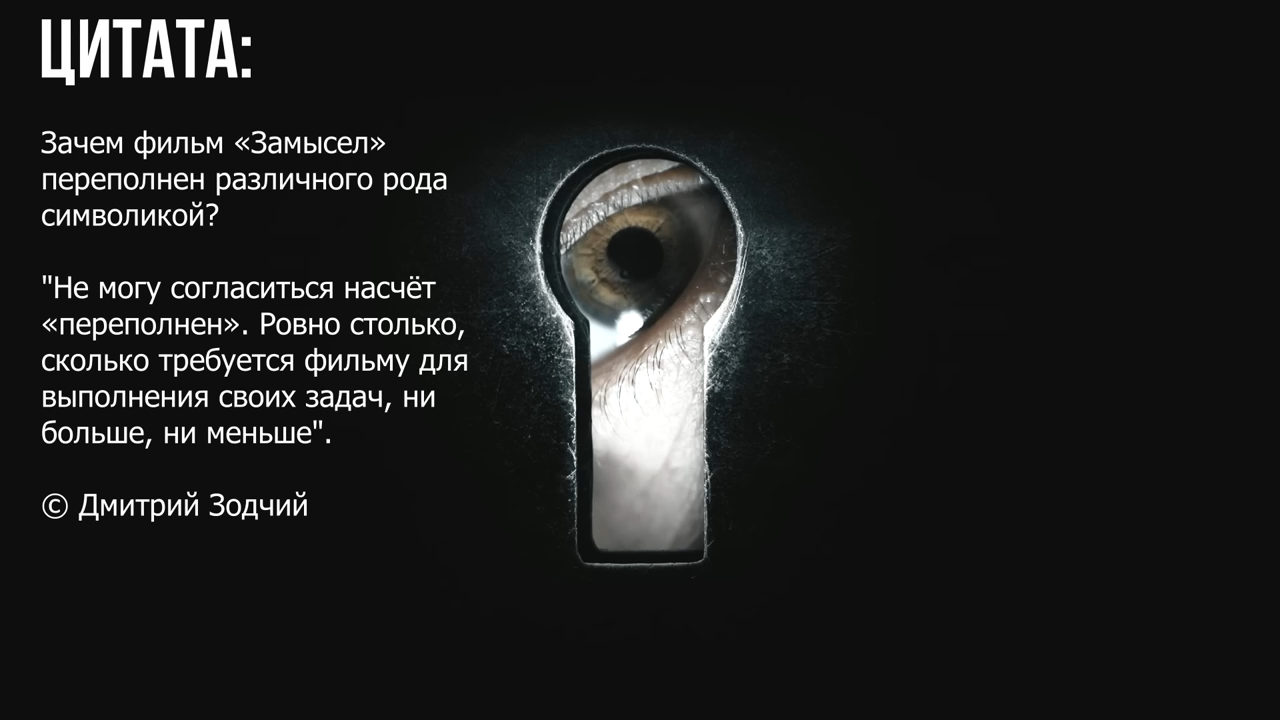 ЦИТАТА:
Зачем фильм «Замысел»
переполнен различного рода
символикой?
"Не могу согласиться насчёт
«переполнен». Ровно столько,
сколько требуется фильму для
выполнения своих задач, ни
больше, ни меньше".
© Дмитрий Зодчий